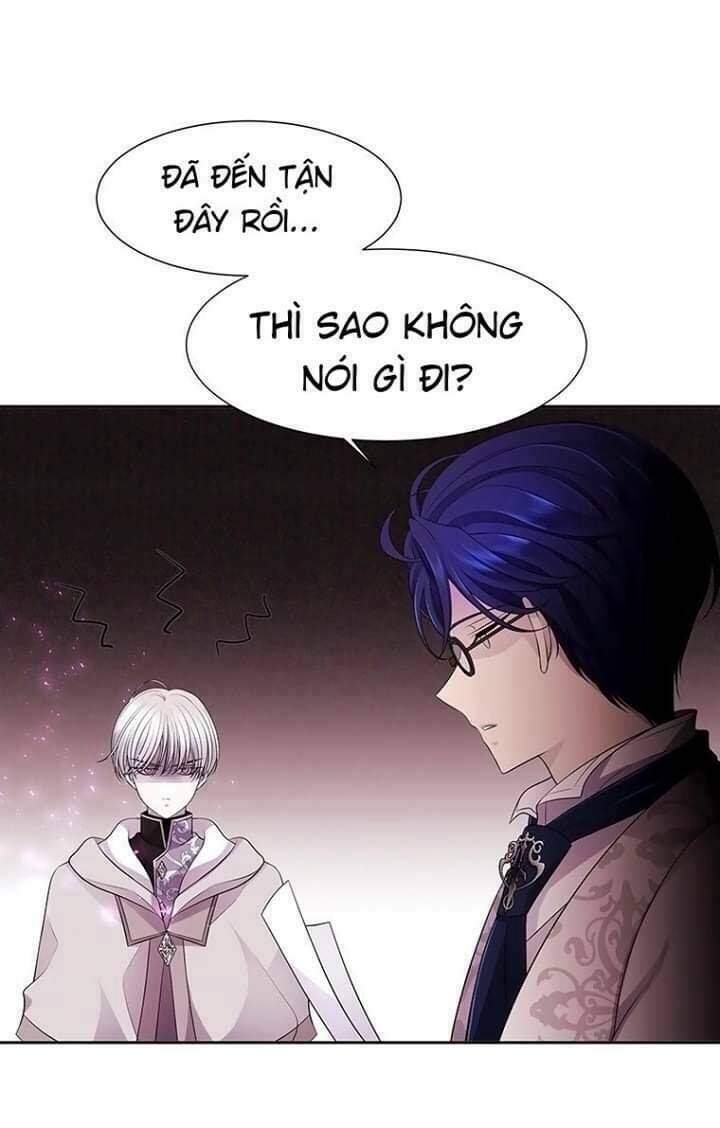 ĐÃ ĐẾN TẬN
ĐÂY RỒI...
THÌ SAO KHÔNG
NÓI GÌ ĐI?